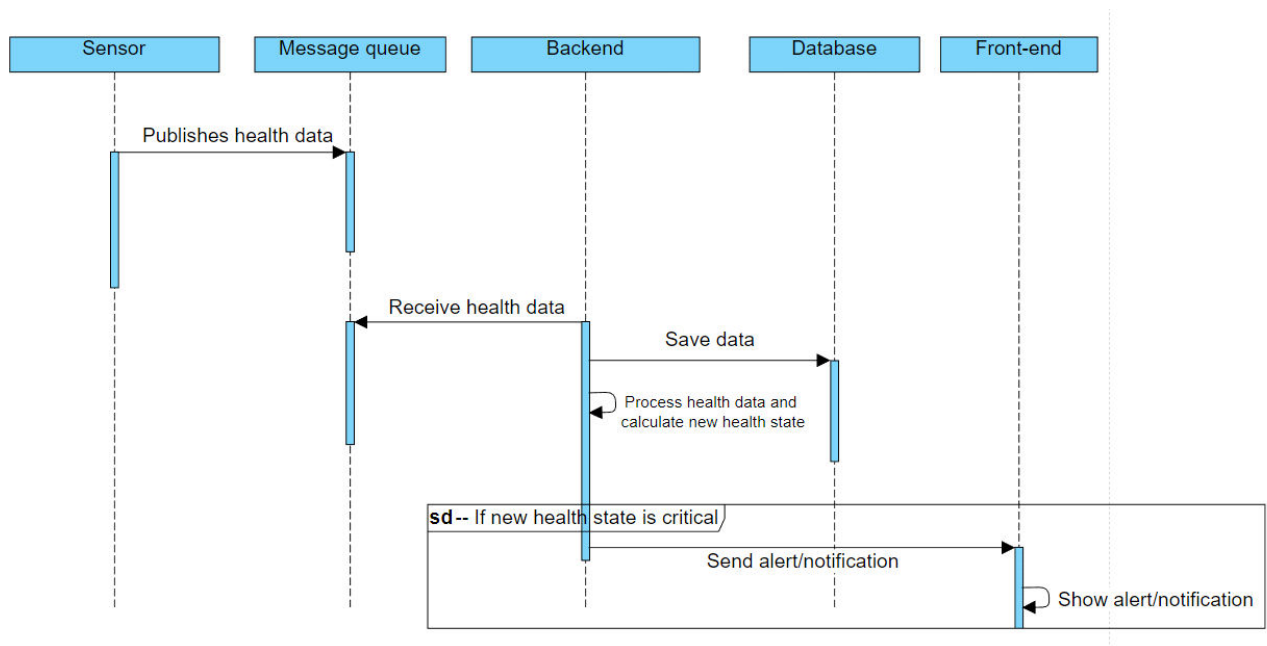 Sensor
Message queue
Backend
Database
Front-end
Publishes health data
Receive health data
Save data
Process health data and
calculate new health state
sd -- If new health state is critical
Send alert/notification
Show alert/notification